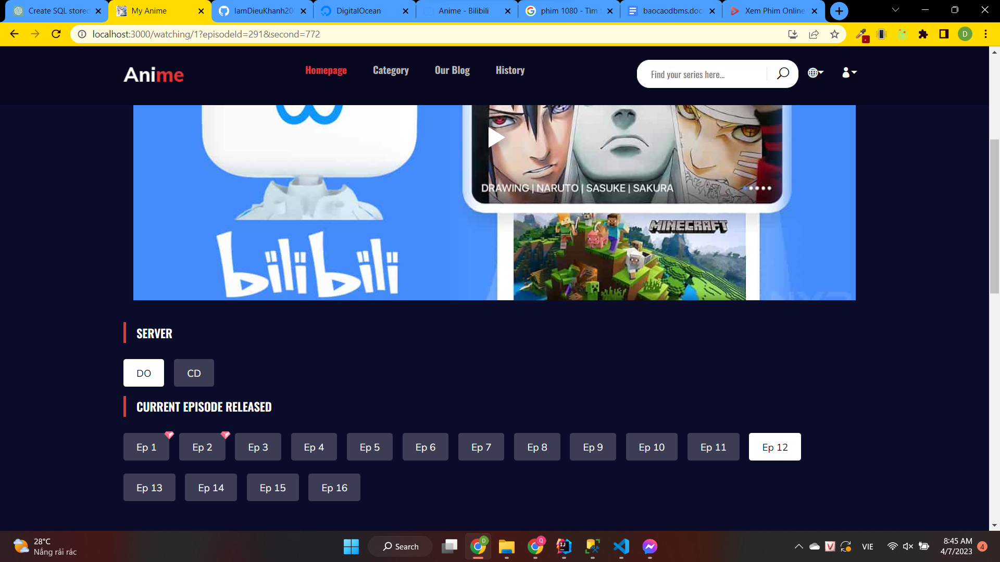 Create SQL stored
My Anime
IamDieuKhanh20
DigitalOcean
Anime - Bilibili
phim 1080 - Tìm
baocaodbms.doc
Xem Phim Online
localhost:3000/watching/1?episodeId=291&second=772
D
Anime
Homepage
Category
Our Blog
History
Find your series here...
DRAWING | NARUTO | SASUKE | SAKURA
MINECRAFT
bilibili
SERVER
DO
CD
CURRENT EPISODE RELEASED
Ep 1
Ep 2
Ep 3
Ep 4
Ep 5
Ep 6
Ep 7
Ep 8
Ep 9
Ep 10
Ep 11
Ep 12
Ep 13
Ep 14
Ep 15
Ep 16
28°C
Nắng rải rác
Search
D
Q
IJ
V
VIE
8:45 AM
4/7/2023
4